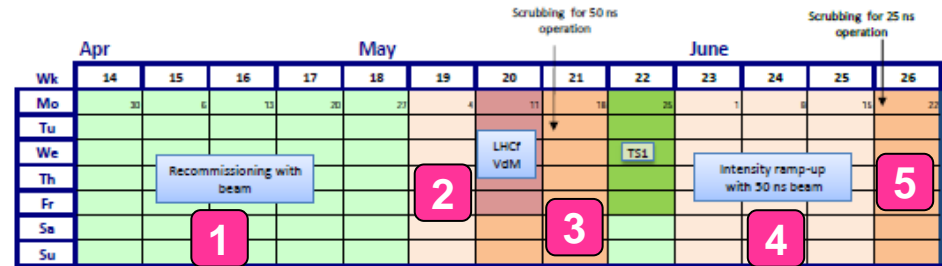 Scrubbing for 50 ns
operation
Scrubbing for 25 ns
operation
Apr May June
Wk 14 15 16 17 18 19 20 21 22 23 24 25 26
Mo 30 6 13 20 27 4 11 18 25 1 8 15 22
Tu
We
Th
Fr
Sa
Su
Recommissioning with
beam
LHCf
VdM
TS1
Intensity ramp-up
with 50 ns beam
1
2
3
4
5